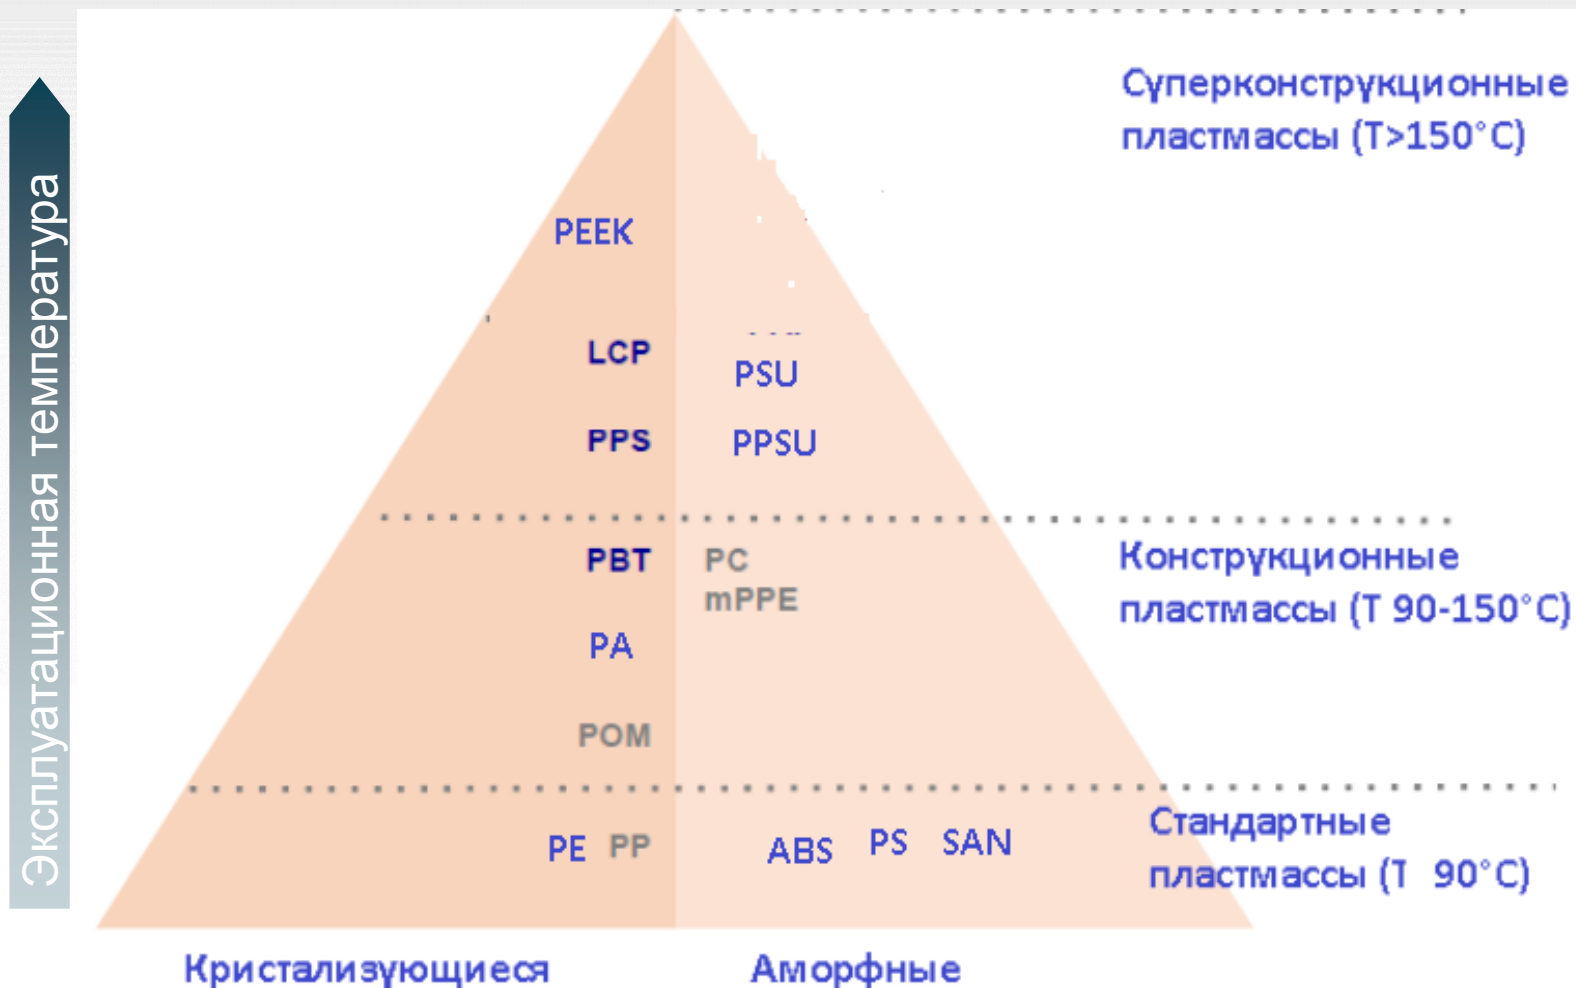 Эксплуатационная температура
Суперконструкционные
пластмассы (Т>150°С)
PEEK
LCP
PSU
PPS
PPSU
PBT
PC
mPPE
Конструкционные
пластмассы (Т 90-150°С)
PA
POM
PE PP
ABS PS SAN
Стандартные
пластмассы (Т 90°С)
Кристализующиеся
Аморфные